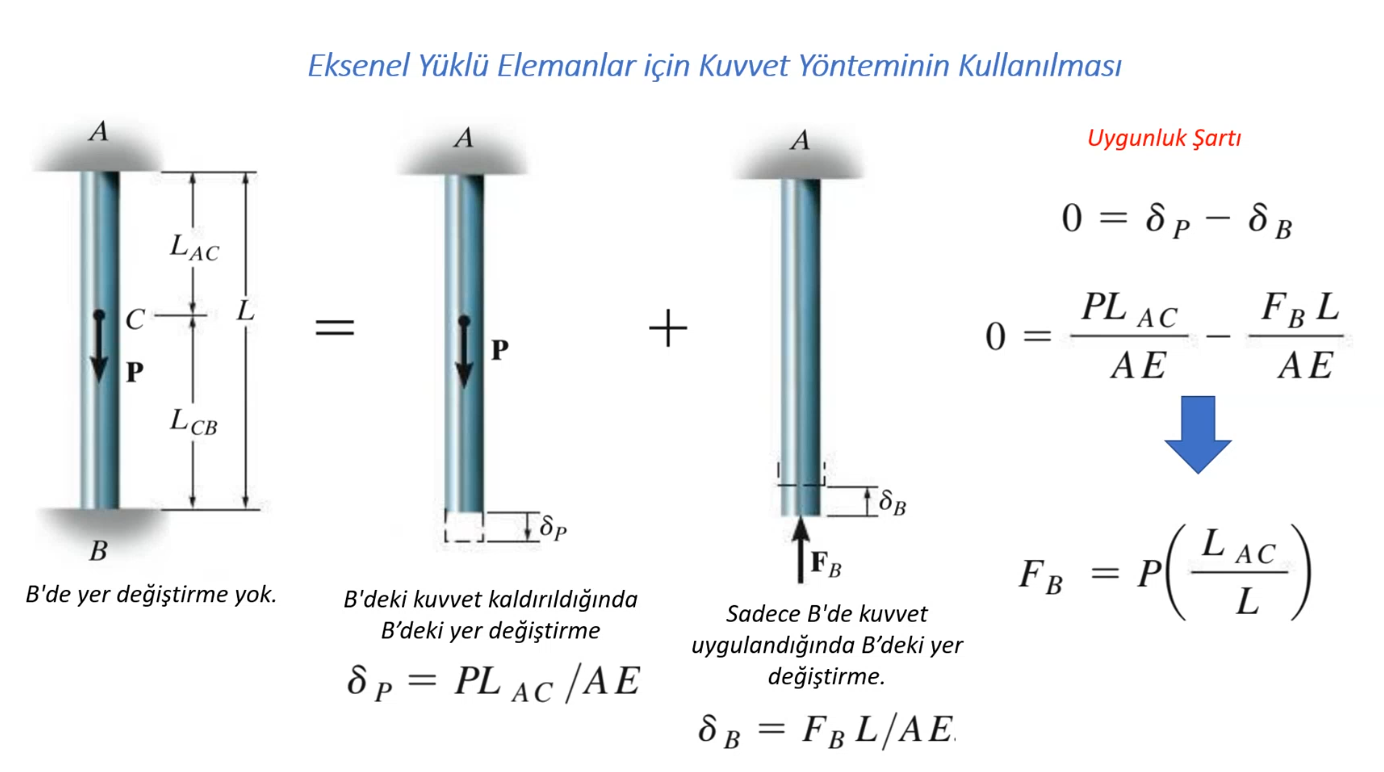 Eksenel Yüklü Elemanlar için Kuvvet Yönteminin Kullanılması
A
L_AC
C
L
P
L_CB
B
B'de yer değiştirme yok.
=
A
P
δ_P
B'deki kuvvet kaldırıldığında
B’deki yer değiştirme
δ_P = PL_AC/AE
+
A
δ_B
F_B
Sadece B'de kuvvet
uygulandığında B’deki yer
değiştirme.
δ_B = F_B L/AE.
Uygunluk Şartı
0 = δ_P − δ_B
0 = PL_AC/AE − F_B L/AE
F_B = P(L_AC/L)